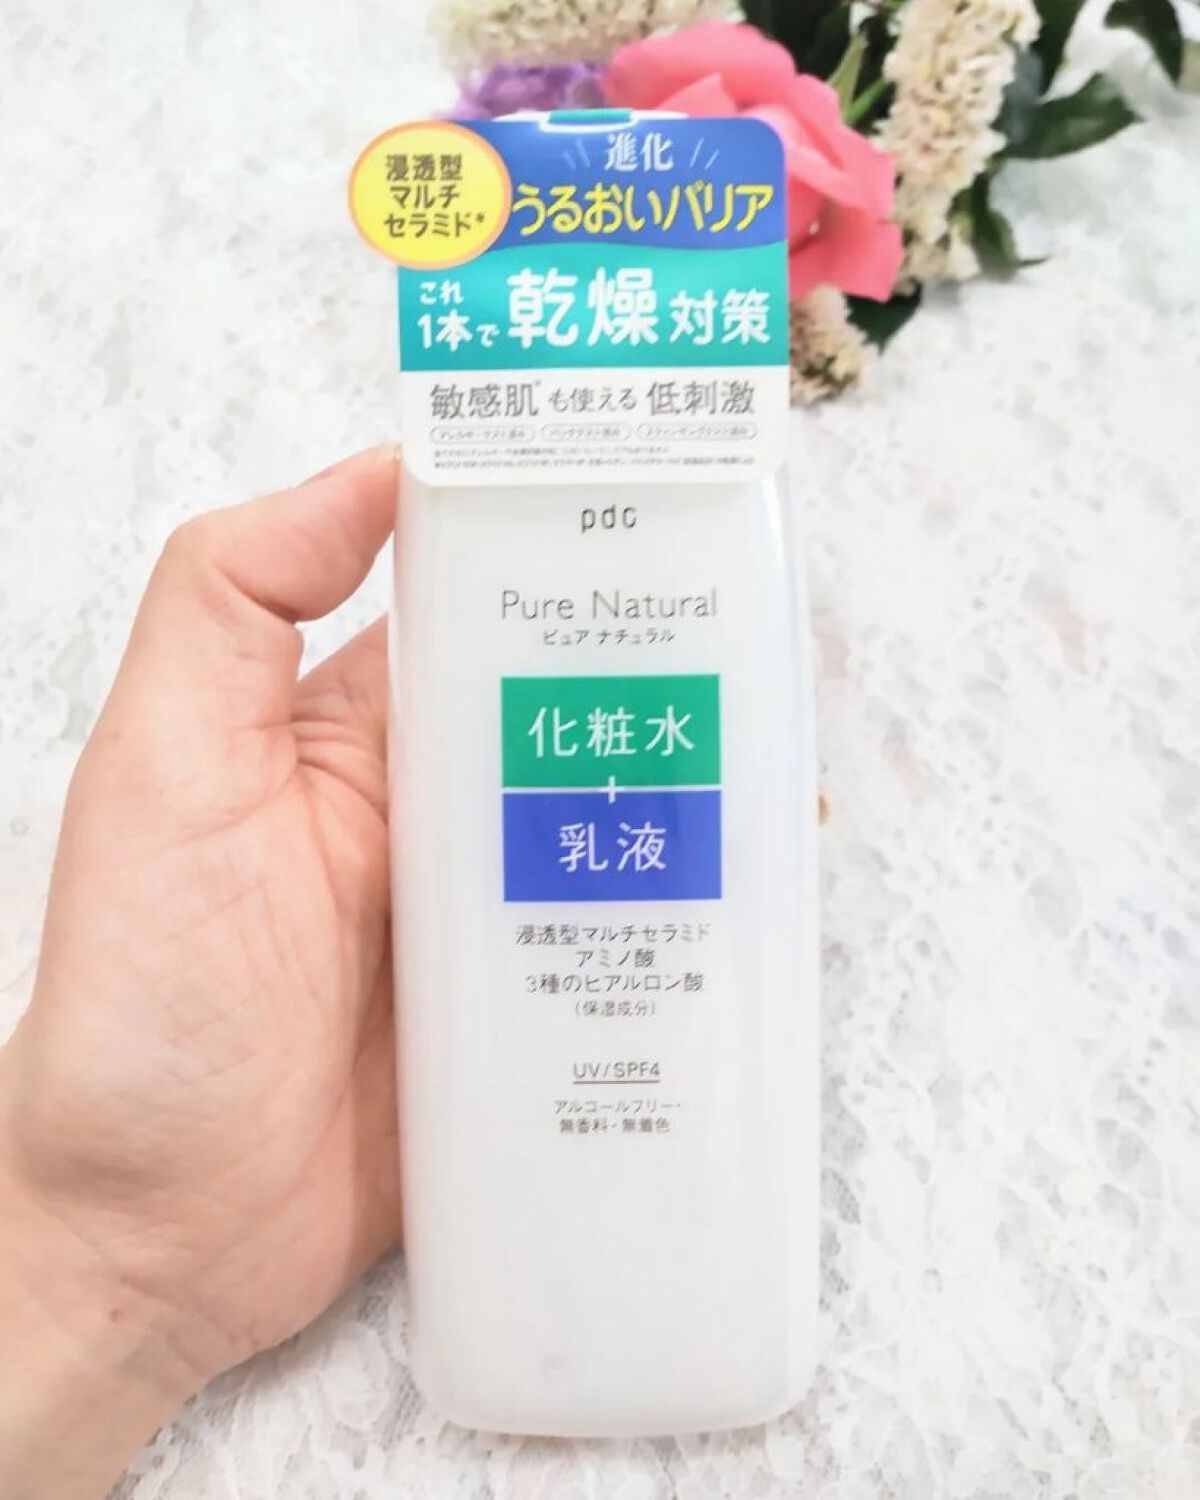 進化
うるおいバリア
浸透型
マルチ
セラミド*
これ
1本で乾燥対策
敏感肌*も使える低刺激
pdc
Pure Natural
ピュア ナチュラル
化粧水
+
乳液
浸透型マルチセラミド
アミノ酸
3種のヒアルロン酸
(保湿成分)
UV/SPF4
アルコールフリー・
無香料・無着色